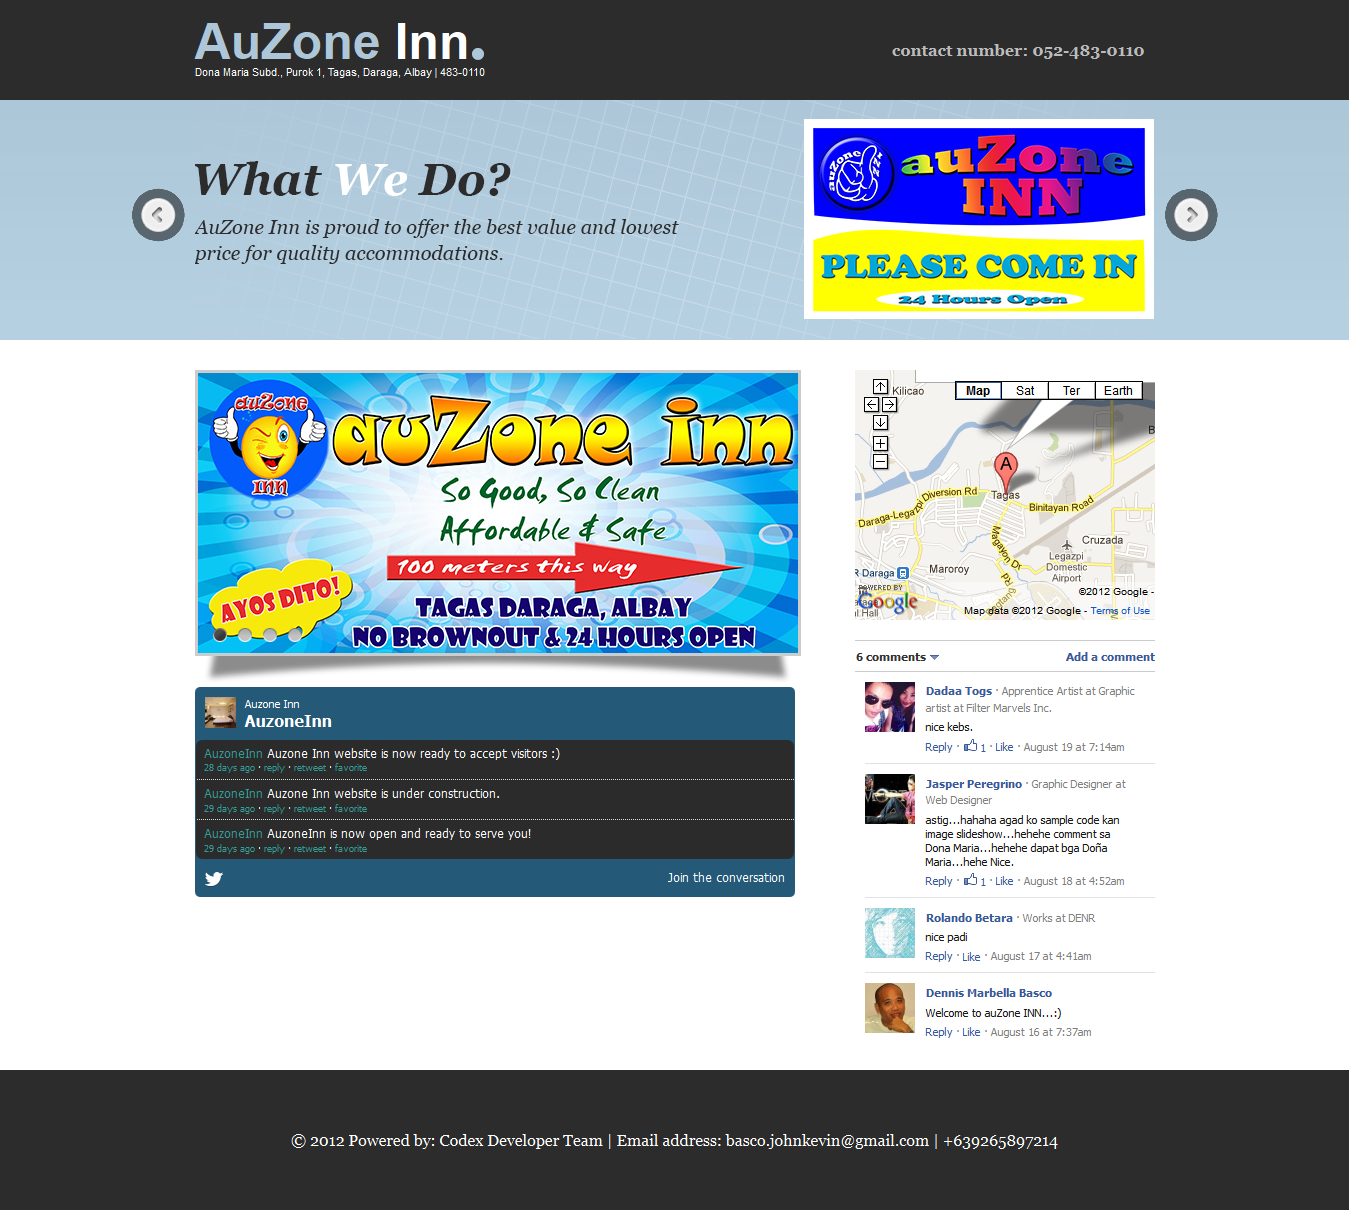 AuZone Inn.
Dona Maria Subd., Purok 1, Tagas, Daraga, Albay | 483-0110
contact number: 052-483-0110
What We Do?
AuZone Inn is proud to offer the best value and lowest
price for quality accommodations.
auZone
auZone
INN
PLEASE COME IN
24 Hours Open
auZone
INN
auZone inn
So Good, So Clean
Affordable & Safe
100 meters this way
AYOS DITO!
TAGAS DARAGA, ALBAY
NO BROWNOUT & 24 HOURS OPEN
Kilicao
Map
Sat
Ter
Earth
B
A
Tagas
Diversion Rd
Daraga-Legazpi
Binitayan Road
Magayon Dr
Cruzada
Legazpi
Domestic
Airport
R Daraga
Maroroy
POWERED BY
Google
Hall
Rd
©2012 Google -
Map data ©2012 Google - Terms of Use
Auzone Inn
AuzoneInn
AuzoneInn Auzone Inn website is now ready to accept visitors :)
28 days ago · reply · retweet · favorite
AuzoneInn Auzone Inn website is under construction.
29 days ago · reply · retweet · favorite
AuzoneInn AuzoneInn is now open and ready to serve you!
29 days ago · reply · retweet · favorite
Join the conversation
6 comments
Add a comment
Dadaa Togs · Apprentice Artist at Graphic
artist at Filter Marvels Inc.
nice kebs.
Reply · 1 · Like · August 19 at 7:14am
Jasper Peregrino · Graphic Designer at
Web Designer
astig...hahaha agad ko sample code kan
image slideshow...hehehe comment sa
Dona Maria...hehehe dapat bga Doña
Maria...hehe Nice.
Reply · 1 · Like · August 18 at 4:52am
Rolando Betara · Works at DENR
nice padi
Reply · Like · August 17 at 4:41am
Dennis Marbella Basco
Welcome to auZone INN...:)
Reply · Like · August 16 at 7:37am
© 2012 Powered by: Codex Developer Team | Email address: basco.johnkevin@gmail.com | +639265897214